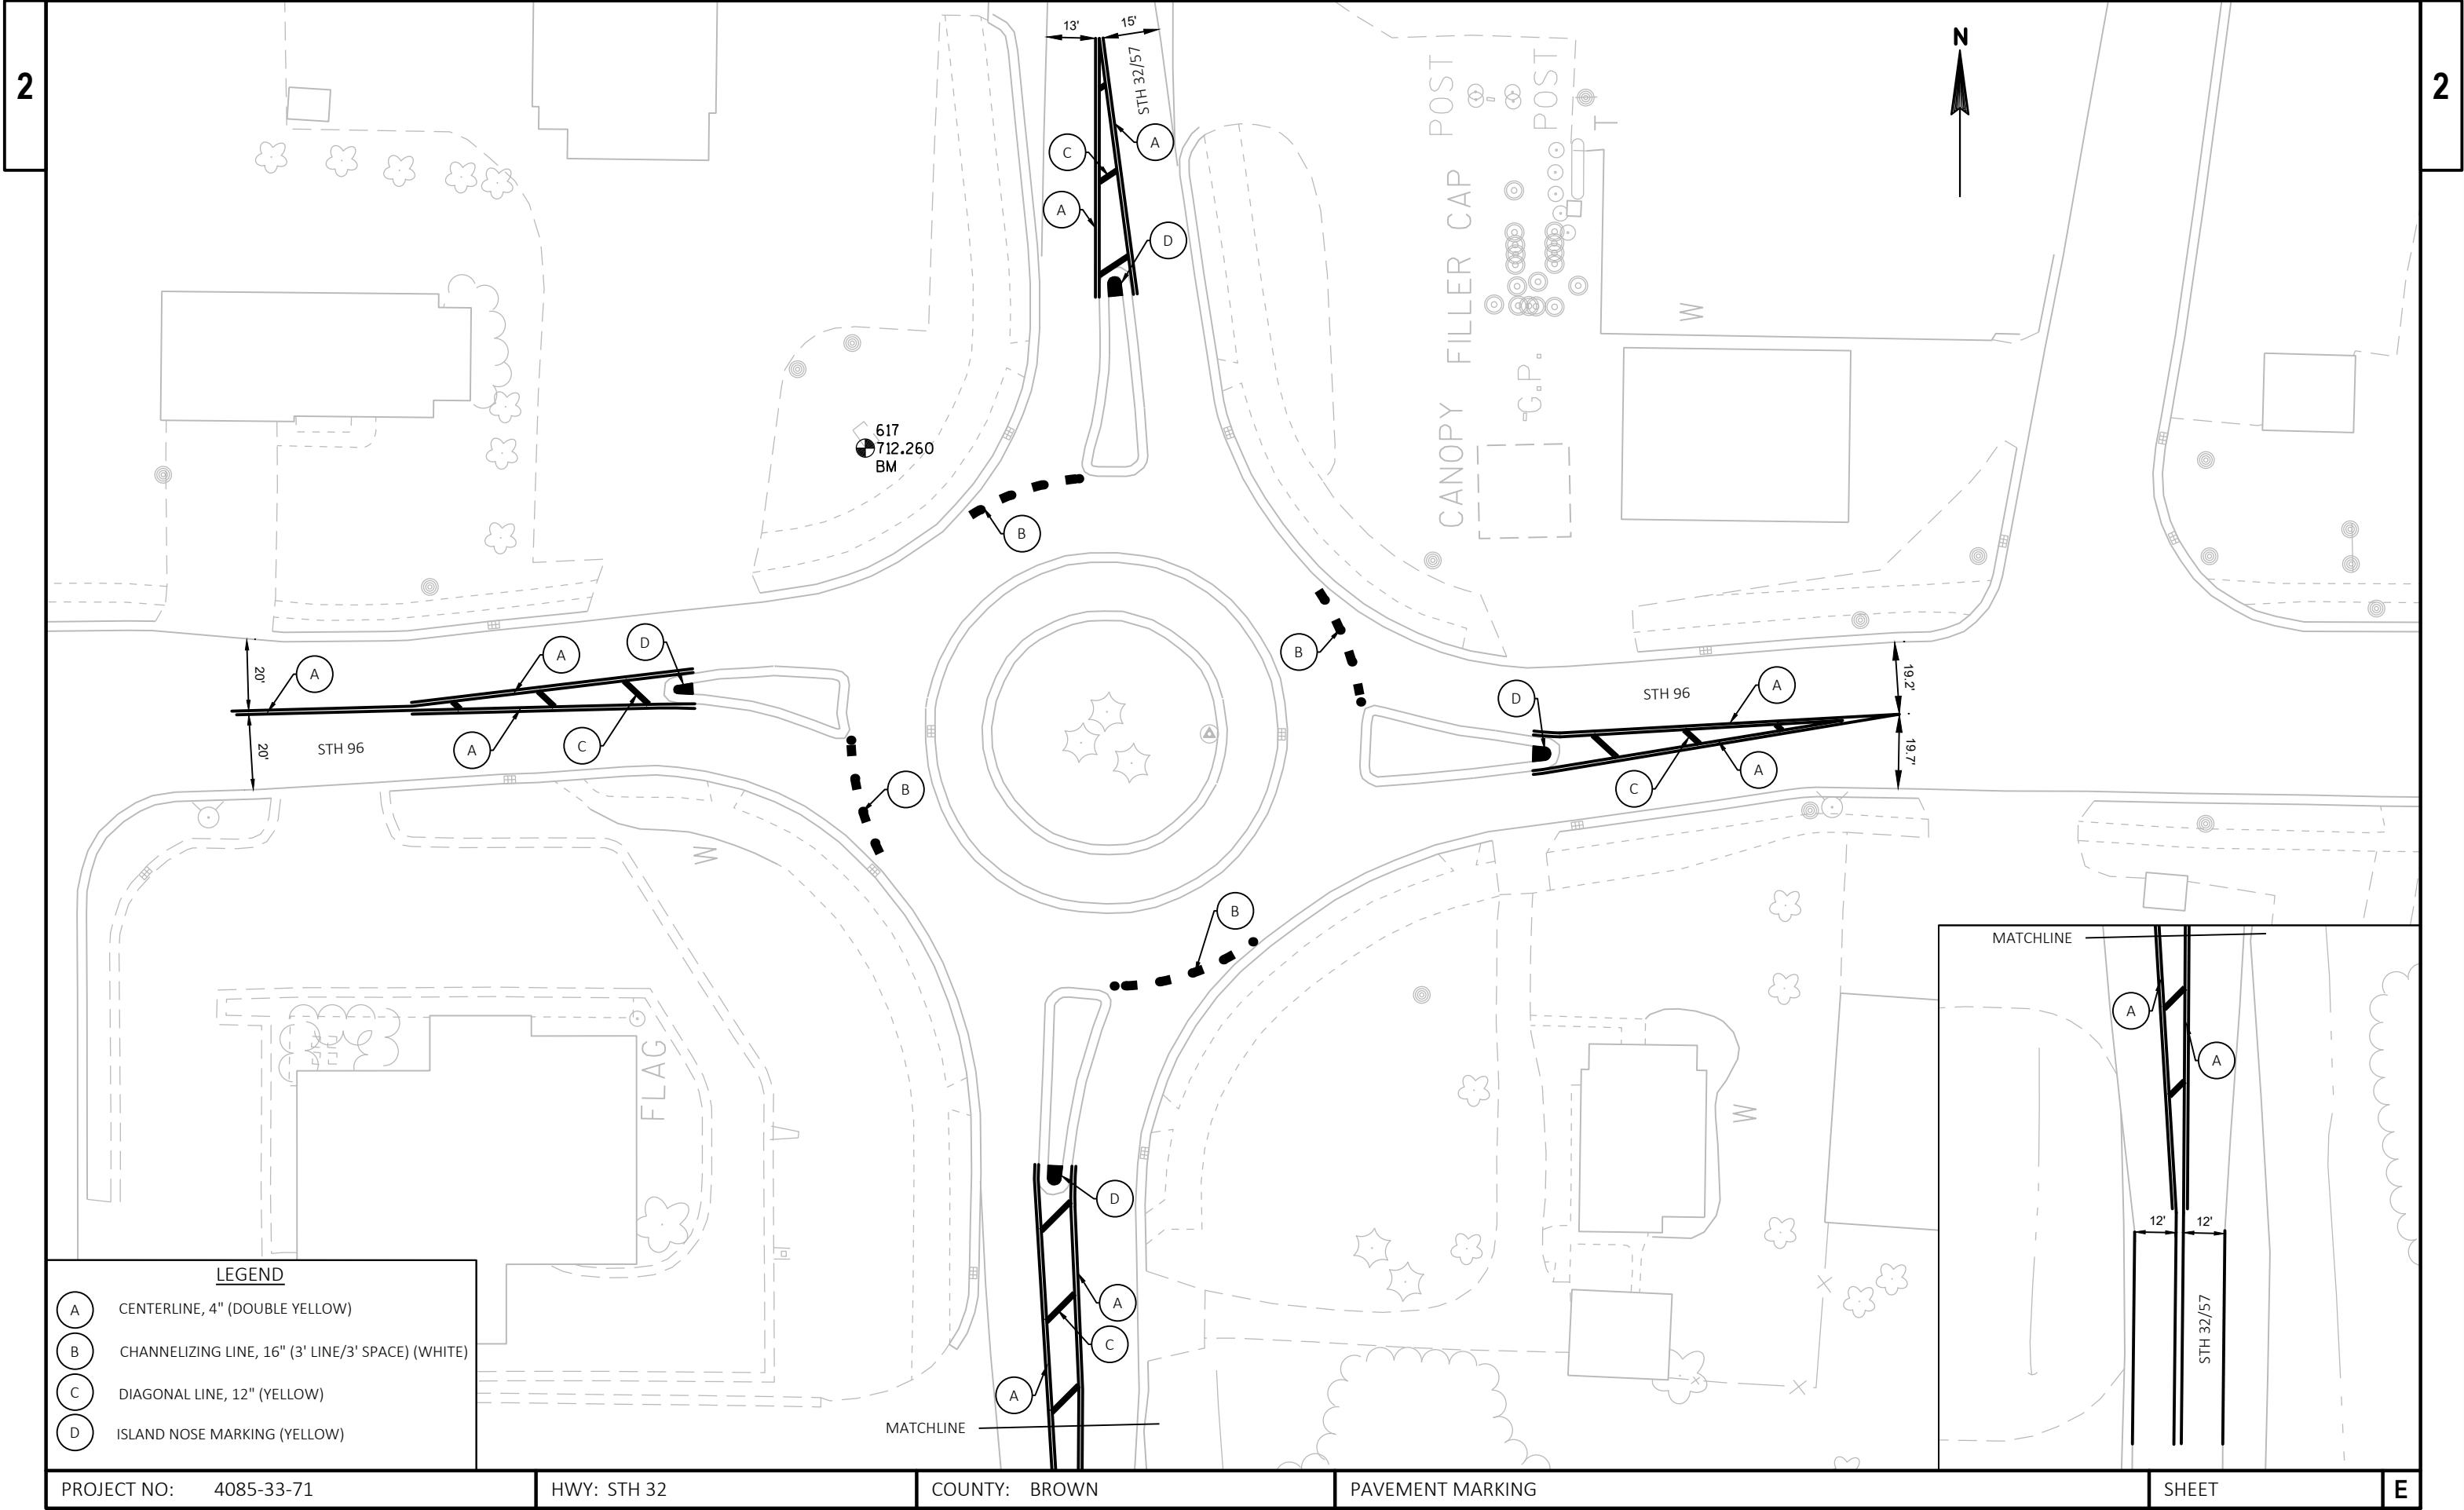 2
2
N
13'
15'
STH 32/57
A
C
A
D
POST
POST
T
CANOPY
FILLER CAP
G.P.
W
617
712.260
BM
B
B
20'
20'
A
A
D
STH 96
A
C
B
STH 96
A
D
C
A
19.2'
19.7'
W
B
FLAG
W
D
A
C
A
MATCHLINE
MATCHLINE
A
A
12'
12'
STH 32/57
LEGEND
A CENTERLINE, 4" (DOUBLE YELLOW)
B CHANNELIZING LINE, 16" (3' LINE/3' SPACE) (WHITE)
C DIAGONAL LINE, 12" (YELLOW)
D ISLAND NOSE MARKING (YELLOW)
PROJECT NO: 4085-33-71
HWY: STH 32
COUNTY: BROWN
PAVEMENT MARKING
SHEET
E